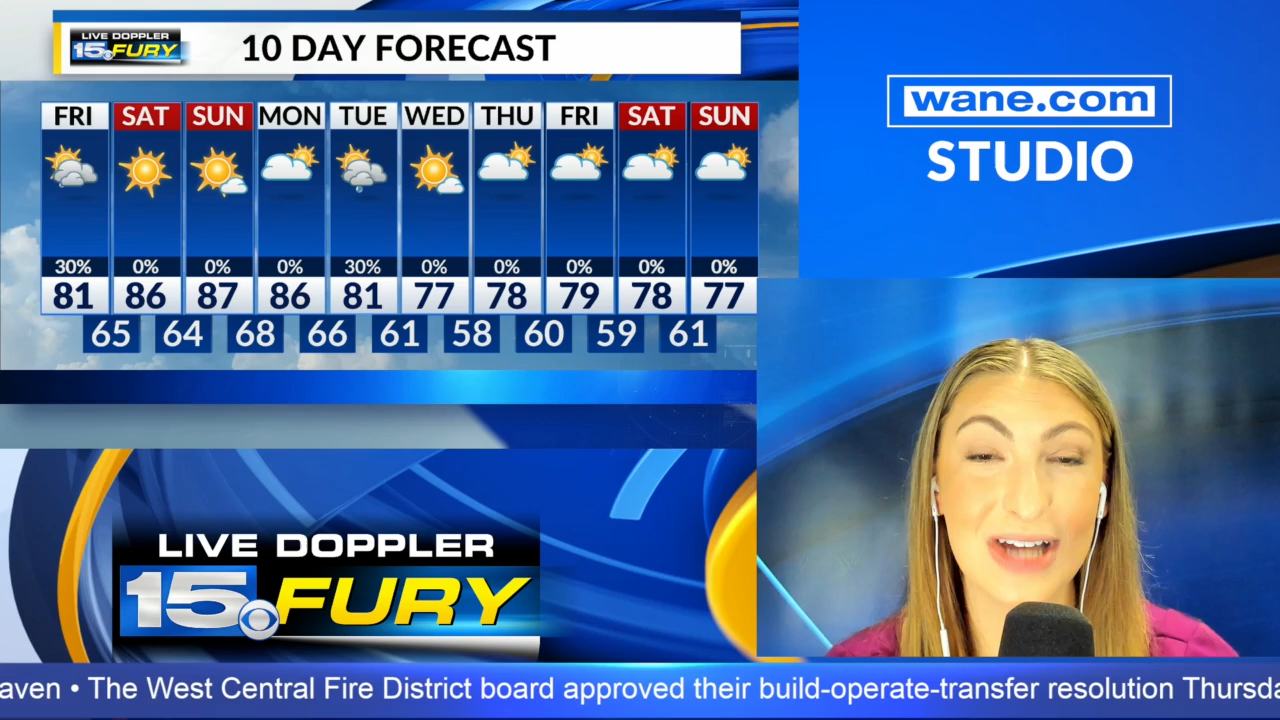 LIVE DOPPLER
15 FURY
10 DAY FORECAST
FRI SAT SUN MON TUE WED THU FRI SAT SUN
30% 0% 0% 0% 30% 0% 0% 0% 0% 0%
81 86 87 86 81 77 78 79 78 77
65 64 68 66 61 58 60 59 61
wane.com
STUDIO
LIVE DOPPLER
15 FURY
aven • The West Central Fire District board approved their build-operate-transfer resolution Thursda